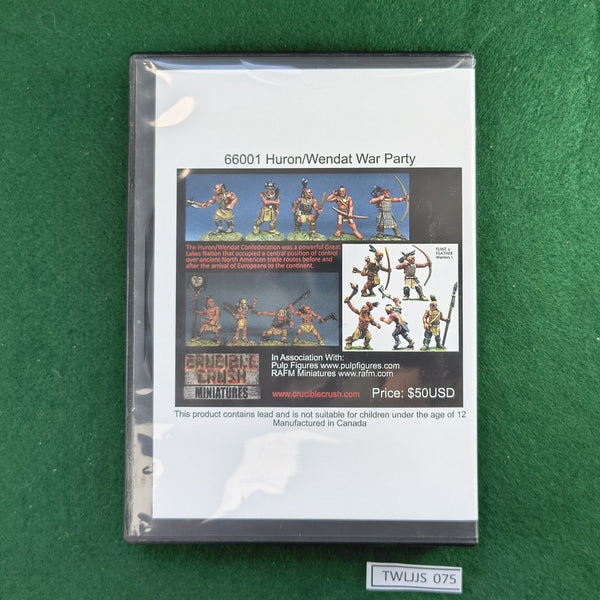 66001 Huron/Wendat War Party
The Huron/Wendat Confederation was a powerful Great
Lakes Nation that occupied a central position of control
over ancient North American trade routes before and
after the arrival of Europeans to the continent.
FLINT &
FEATHER
Warriors 1
CRUCIBLE
CRUSH
MINIATURES
In Association With:
Pulp Figures www.pulpfigures.com
RAFM Miniatures www.rafm.com
www.cruciblecrush.com
Price: $50USD
This product contains lead and is not suitable for children under the age of 12
Manufactured in Canada
TWLJJS 075